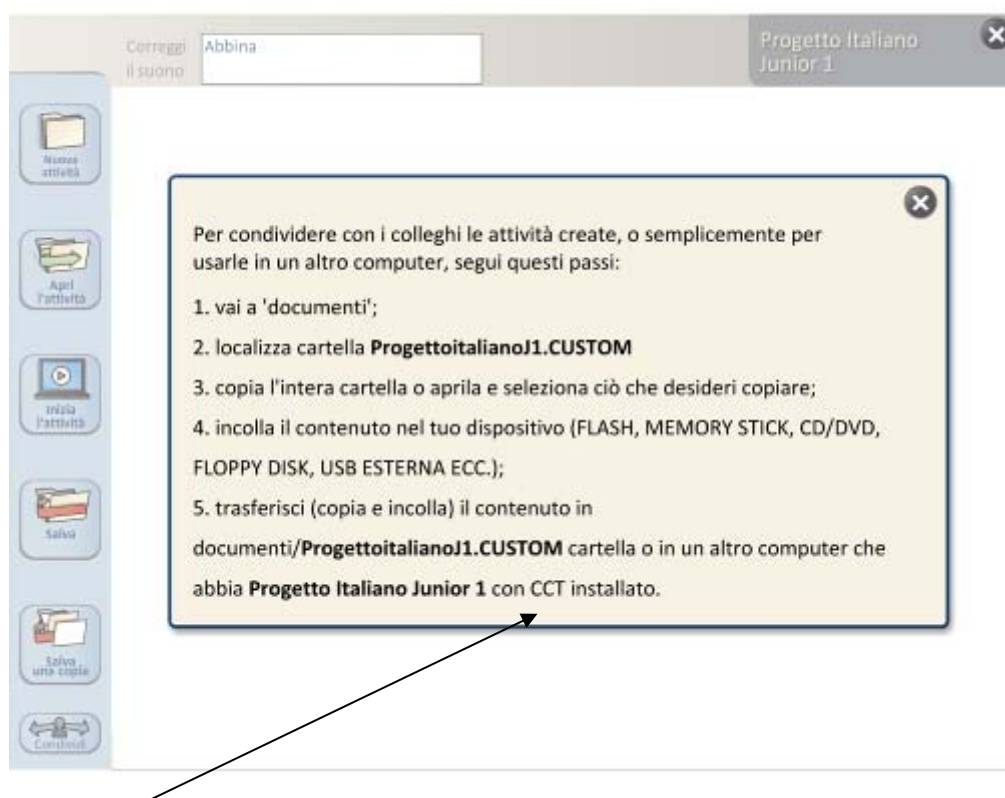 Correggi
il suono
Abbina
Progetto Italiano
Junior 1
Nuova
attività
Apri
l'attività
Inizia
l'attività
Salva
Salva
una copia
Condividi
Per condividere con i colleghi le attività create, o semplicemente per
usarle in un altro computer, segui questi passi:
1. vai a 'documenti';
2. localizza cartella ProgettoitalianoJ1.CUSTOM
3. copia l'intera cartella o aprila e seleziona ciò che desideri copiare;
4. incolla il contenuto nel tuo dispositivo (FLASH, MEMORY STICK, CD/DVD,
FLOPPY DISK, USB ESTERNA ECC.);
5. trasferisci (copia e incolla) il contenuto in
documenti/ProgettoitalianoJ1.CUSTOM cartella o in un altro computer che
abbia Progetto Italiano Junior 1 con CCT installato.